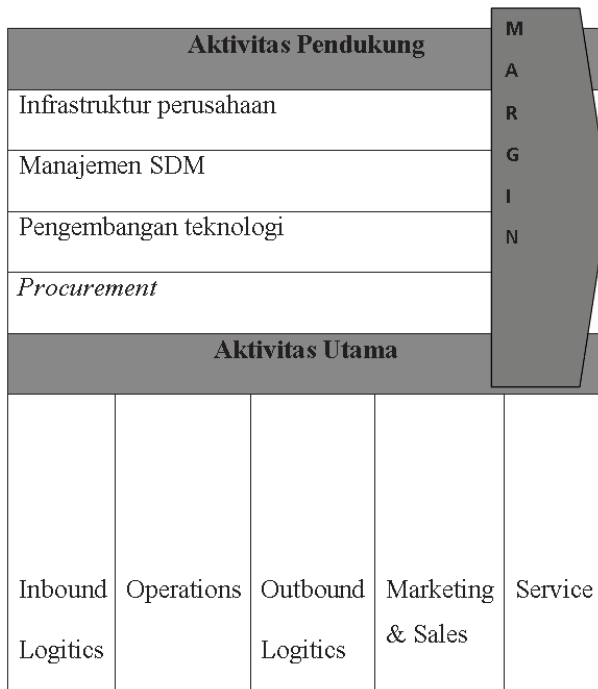 Aktivitas Pendukung
Infrastruktur perusahaan
Manajemen SDM
Pengembangan teknologi
Procurement
M
A
R
G
I
N
Aktivitas Utama
Inbound
Logitics
Operations
Outbound
Logitics
Marketing
& Sales
Service